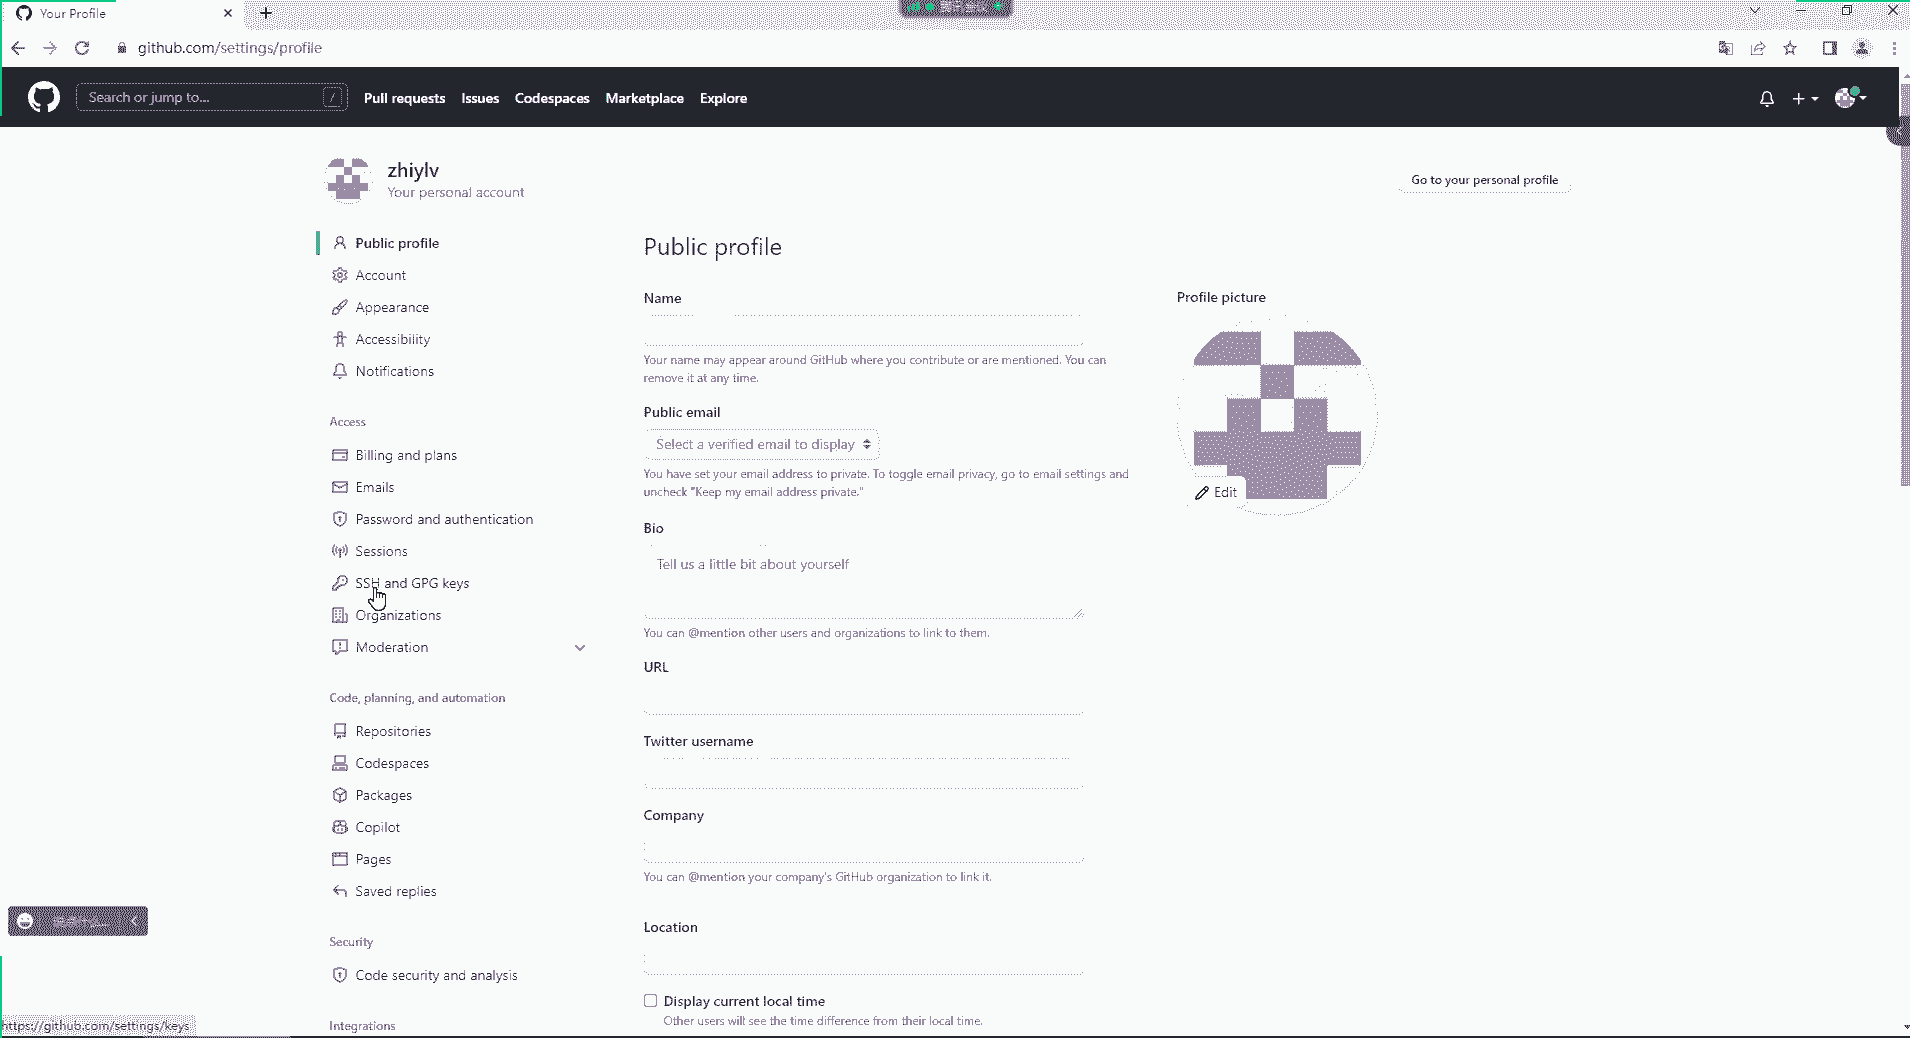 Your Profile
github.com/settings/profile
Search or jump to...
/
Pull requests
Issues
Codespaces
Marketplace
Explore
zhiylv
Your personal account
Go to your personal profile
Public profile
Account
Appearance
Accessibility
Notifications
Access
Billing and plans
Emails
Password and authentication
Sessions
SSH and GPG keys
Organizations
Moderation
Code, planning, and automation
Repositories
Codespaces
Packages
Copilot
Pages
Saved replies
Security
Code security and analysis
Integrations
Public profile
Name
Your name may appear around GitHub where you contribute or are mentioned. You can
remove it at any time.
Public email
Select a verified email to display
You have set your email address to private. To toggle email privacy, go to email settings and
uncheck "Keep my email address private."
Bio
Tell us a little bit about yourself
You can @mention other users and organizations to link to them.
URL
Twitter username
Company
You can @mention your company's GitHub organization to link it.
Location
Display current local time
Other users will see the time difference from their local time.
Profile picture
Edit
https://github.com/settings/keys